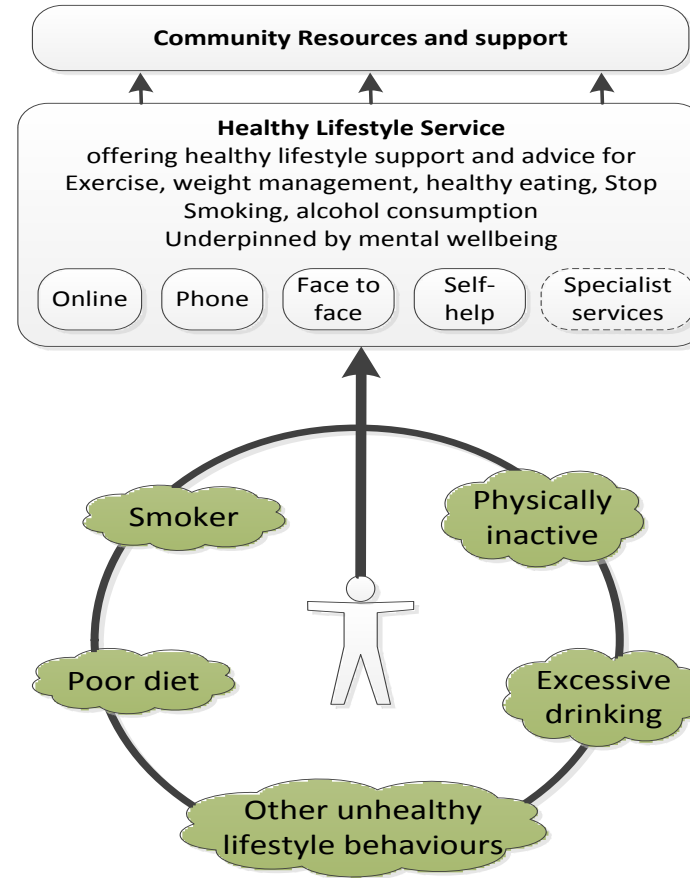 Community Resources and support
Healthy Lifestyle Service
offering healthy lifestyle support and advice for
Exercise, weight management, healthy eating, Stop
Smoking, alcohol consumption
Underpinned by mental wellbeing
Online
Phone
Face to
face
Self-
help
Specialist
services
Smoker
Physically
inactive
Poor diet
Excessive
drinking
Other unhealthy
lifestyle behaviours